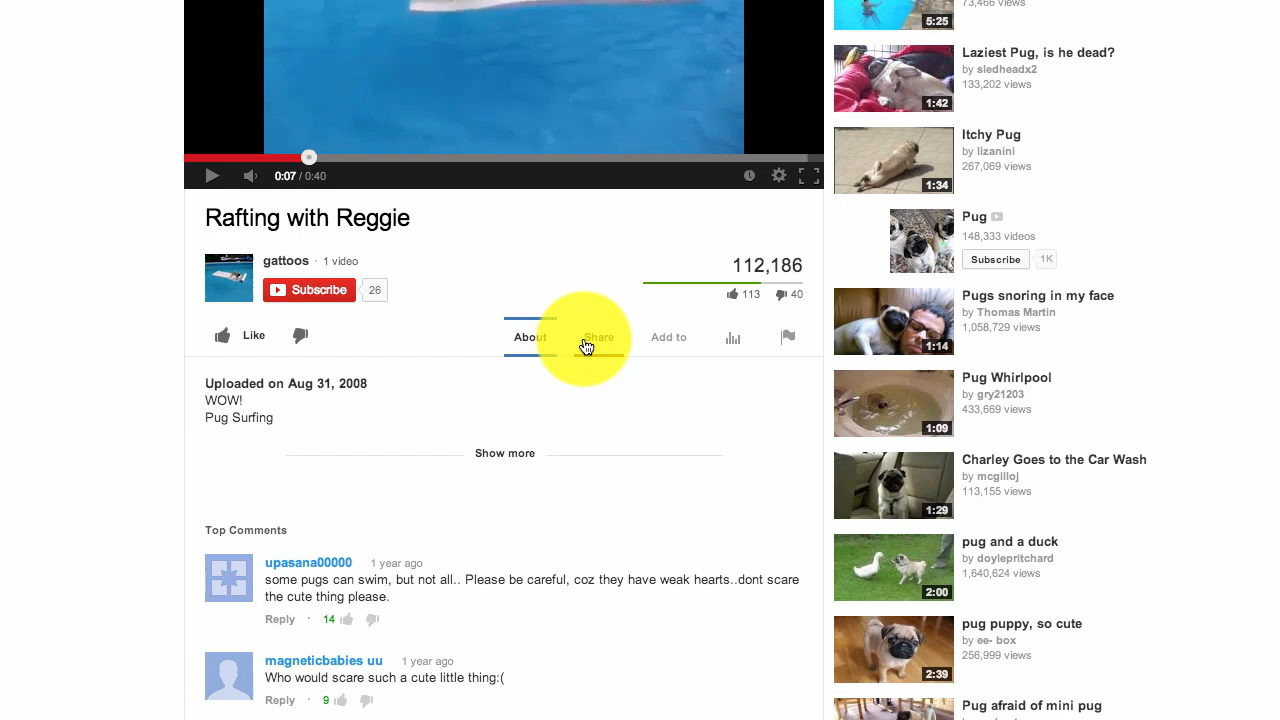 0:07 / 0:40
Rafting with Reggie
gattoos · 1 video
Subscribe 26
112,186
113 40
Like
About Share Add to
Uploaded on Aug 31, 2008
WOW!
Pug Surfing
Show more
Top Comments
upasana00000 1 year ago
some pugs can swim, but not all.. Please be careful, coz they have weak hearts..dont scare
the cute thing please.
Reply · 14
magneticbabies uu 1 year ago
Who would scare such a cute little thing:(
Reply · 9
73,466 views
5:25
Laziest Pug, is he dead?
by sledheadx2
133,202 views
1:42
Itchy Pug
by lizanini
267,069 views
1:34
Pug
148,333 videos
Subscribe 1K
Pugs snoring in my face
by Thomas Martin
1,058,729 views
1:14
Pug Whirlpool
by gry21203
433,669 views
1:09
Charley Goes to the Car Wash
by mcgilloj
113,155 views
1:29
pug and a duck
by doylepritchard
1,640,624 views
2:00
pug puppy, so cute
by ee- box
256,999 views
2:39
Pug afraid of mini pug